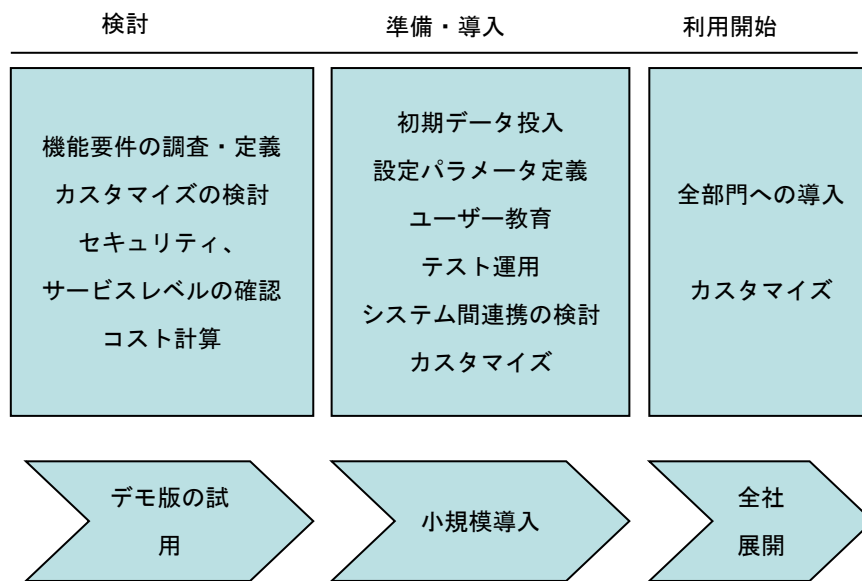 検討
準備・導入
利用開始
機能要件の調査・定義
カスタマイズの検討
セキュリティ、
サービスレベルの確認
コスト計算
初期データ投入
設定パラメータ定義
ユーザー教育
テスト運用
システム間連携の検討
カスタマイズ
全部門への導入
カスタマイズ
デモ版の試
用
小規模導入
全社
展開